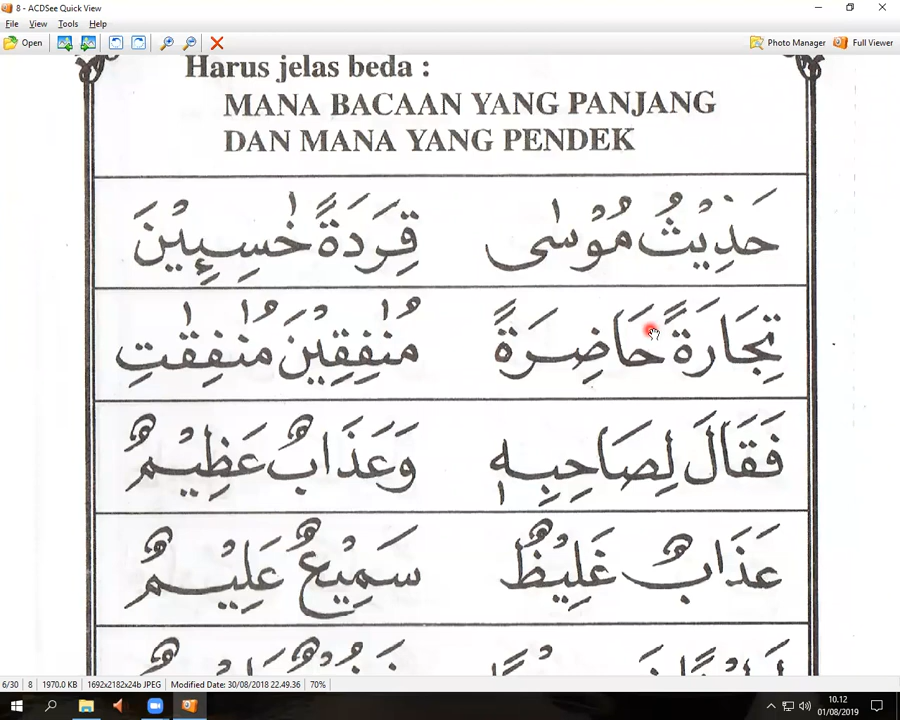 8 - ACDSee Quick View
File View Tools Help
Open Photo Manager Full Viewer
Harus jelas beda :
MANA BACAAN YANG PANJANG
DAN MANA YANG PENDEK
حَدِيْثُ مُوْسٰى قِرَدَةً خٰسِـِٕيْنَ
تِجَارَةً حَاضِرَةً مُنٰفِقِيْنَ مُنٰفِقٰتِ
فَقَالَ لِصَاحِبِهٖ وَعَذَابٌ عَظِيْمٌ
عَذَابٌ غَلِيْظٌ سَمِيْعٌ عَلِيْمٌ
6/30 8 1970.0 KB 1692x2182x24b JPEG Modified Date: 30/08/2018 22.49.36 70%
10.12
01/08/2019